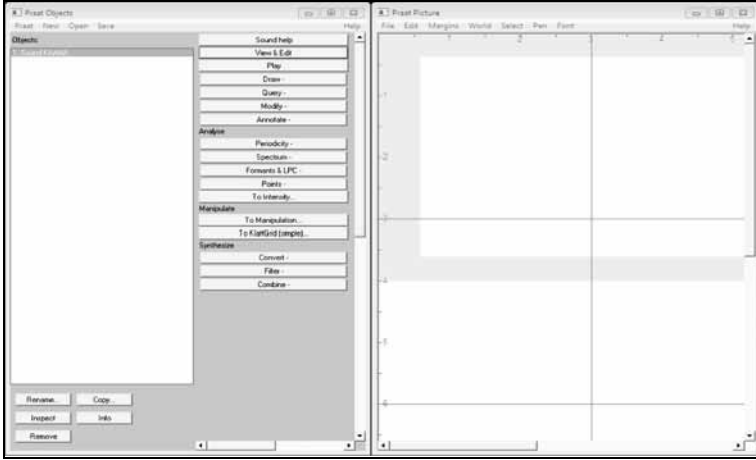 Praat Objects
Praat New Open Save Help
Objects:
Sound help
View & Edit
Play
Draw -
Query -
Modify -
Annotate -
Analyse
Periodicity -
Spectrum -
Formants & LPC -
Points -
To Intensity...
Manipulate
To Manipulation...
To KlattGrid (simple)...
Synthesize
Convert -
Filter -
Combine -
Rename... Copy...
Inspect Info
Remove
Praat Picture
File Edit Margins World Select Pen Font Help